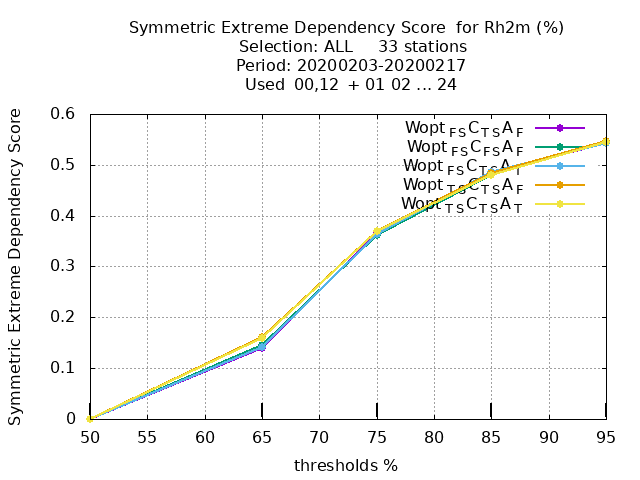 Symmetric Extreme Dependency Score for Rh2m (%)
Selection: ALL 33 stations
Period: 20200203-20200217
Used 00,12 + 01 02 ... 24
Symmetric Extreme Dependency Score
0.6
0.5
0.4
0.3
0.2
0.1
0
Wopt FS C TS A F
Wopt FS C FS A F
Wopt FS C TS A T
Wopt TS C TS A F
Wopt TS C TS A T
50 55 60 65 70 75 80 85 90 95
thresholds %